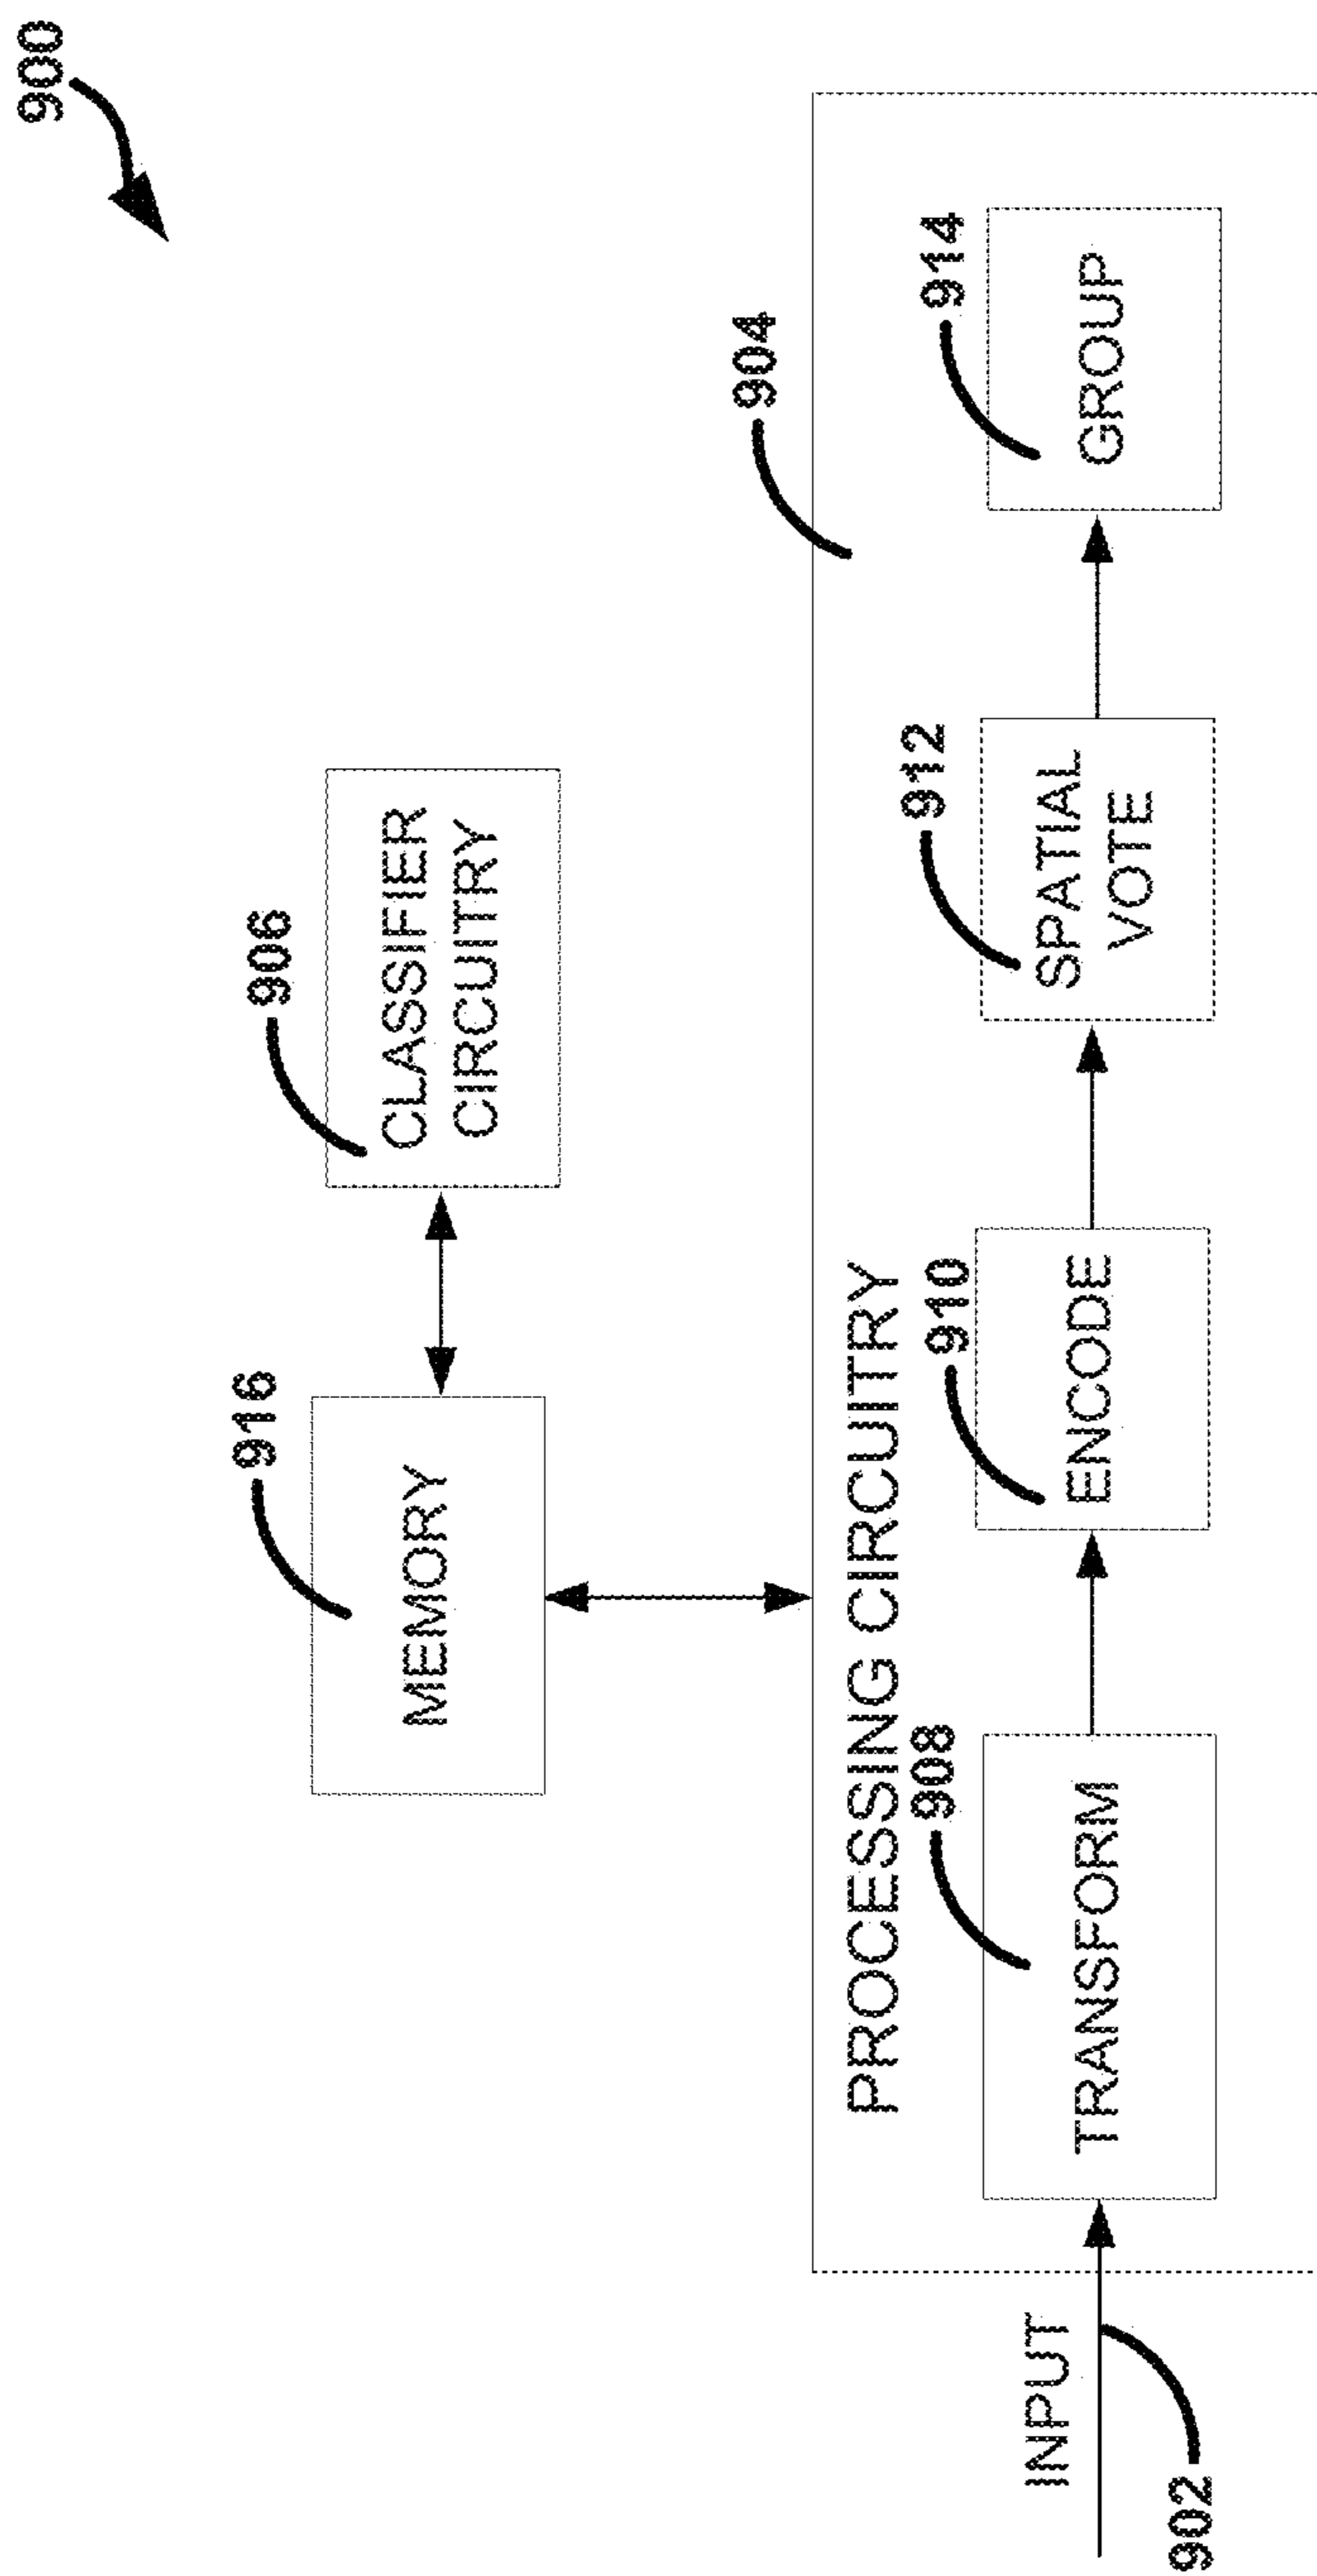 900
916
MEMORY
906
CLASSIFIER
CIRCUITRY
904
PROCESSING CIRCUITRY
INPUT
902
908
TRANSFORM
910
ENCODE
912
SPATIAL
VOTE
914
GROUP